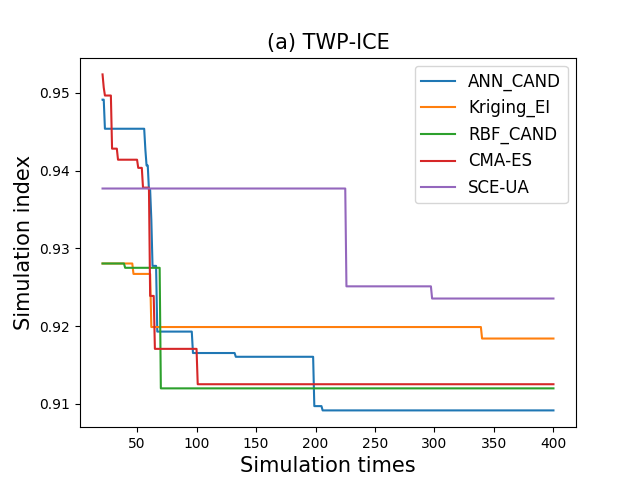 (a) TWP-ICE
ANN_CAND
Kriging_EI
RBF_CAND
CMA-ES
SCE-UA
Simulation index
0.95
0.94
0.93
0.92
0.91
50 100 150 200 250 300 350 400
Simulation times